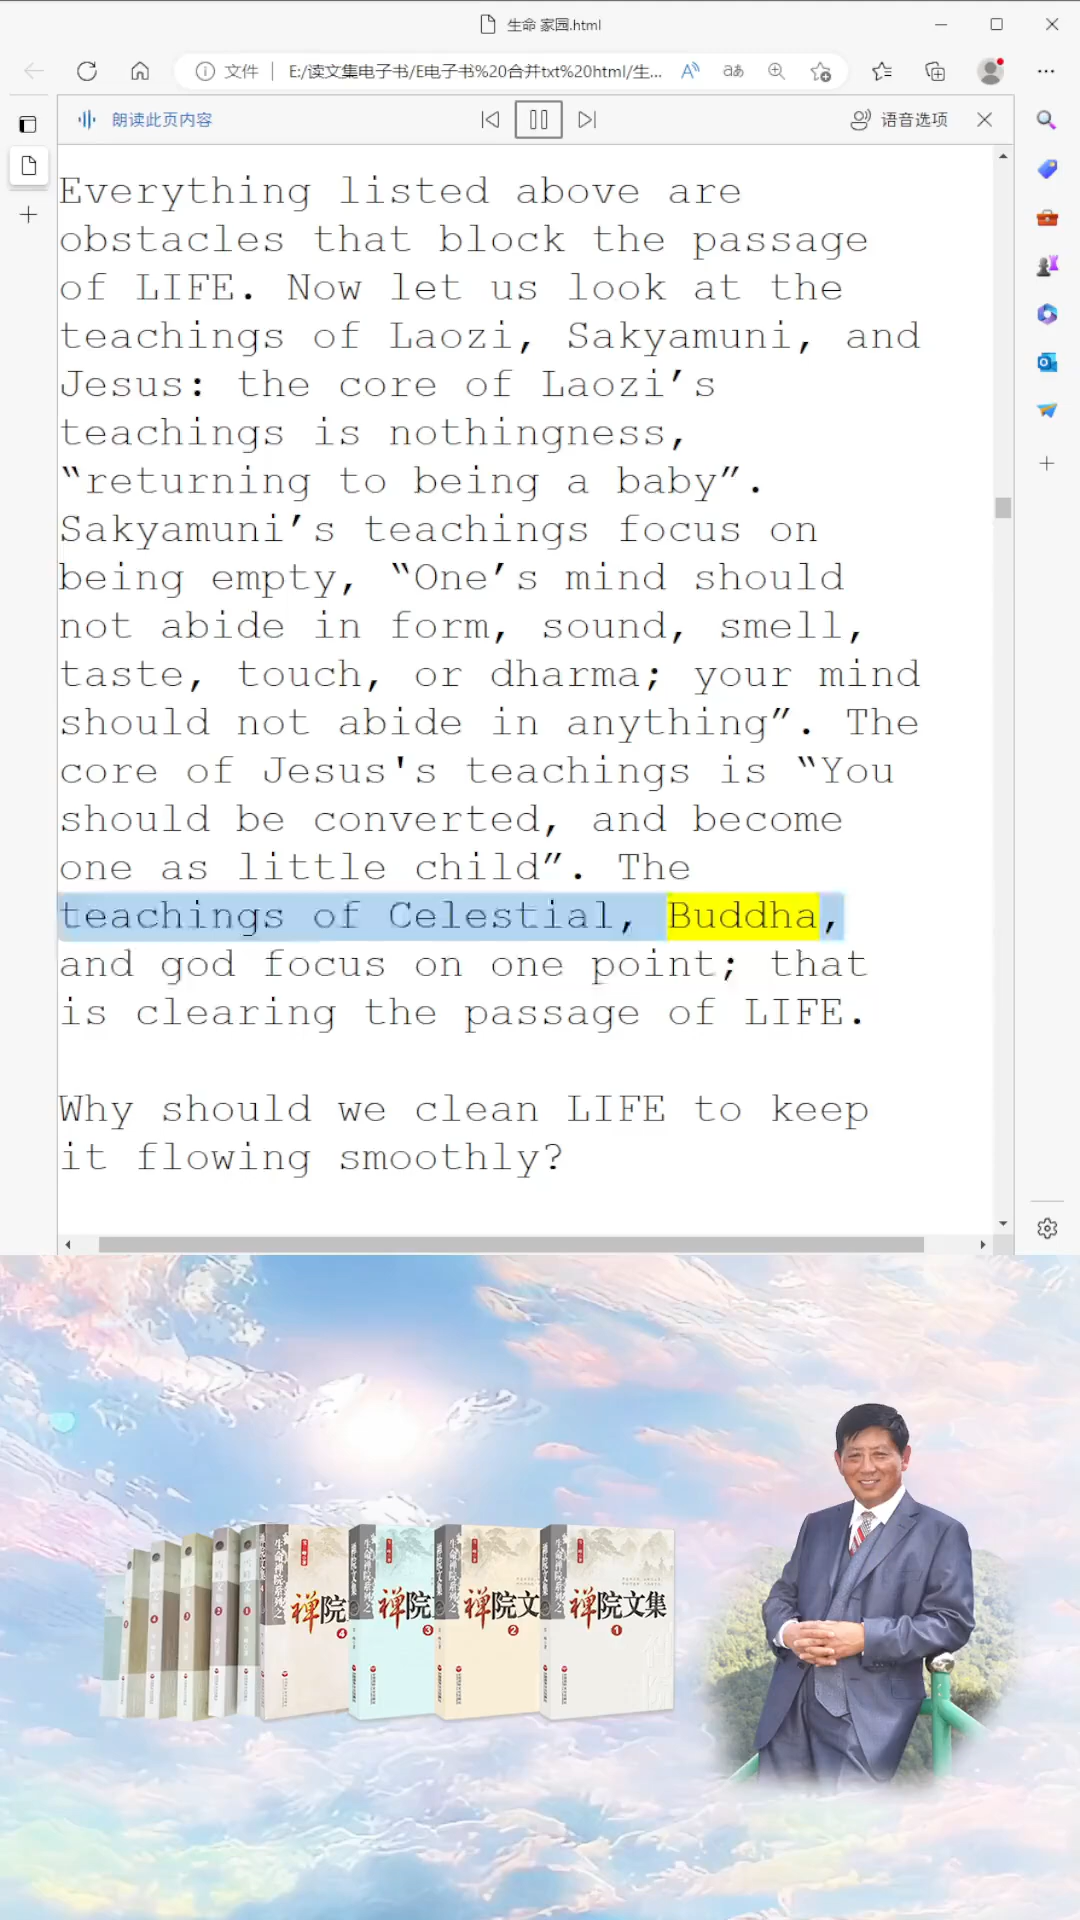 生命 家园.html
文件
E:/读文集电子书/E电子书%20合并txt%20html/生...
朗读此页内容
语音选项
Everything listed above are
obstacles that block the passage
of LIFE. Now let us look at the
teachings of Laozi, Sakyamuni, and
Jesus: the core of Laozi’s
teachings is nothingness,
“returning to being a baby”.
Sakyamuni’s teachings focus on
being empty, “One’s mind should
not abide in form, sound, smell,
taste, touch, or dharma; your mind
should not abide in anything”. The
core of Jesus's teachings is “You
should be converted, and become
one as little child”. The
teachings of Celestial, Buddha,
and god focus on one point; that
is clearing the passage of LIFE.
Why should we clean LIFE to keep
it flowing smoothly?
禅院
4
禅院
3
禅院文
2
禅院文集
1